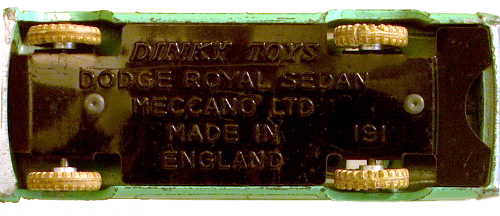 DINKY TOYS
DODGE ROYAL SEDAN
MECCANO LTD
MADE IN 191
ENGLAND